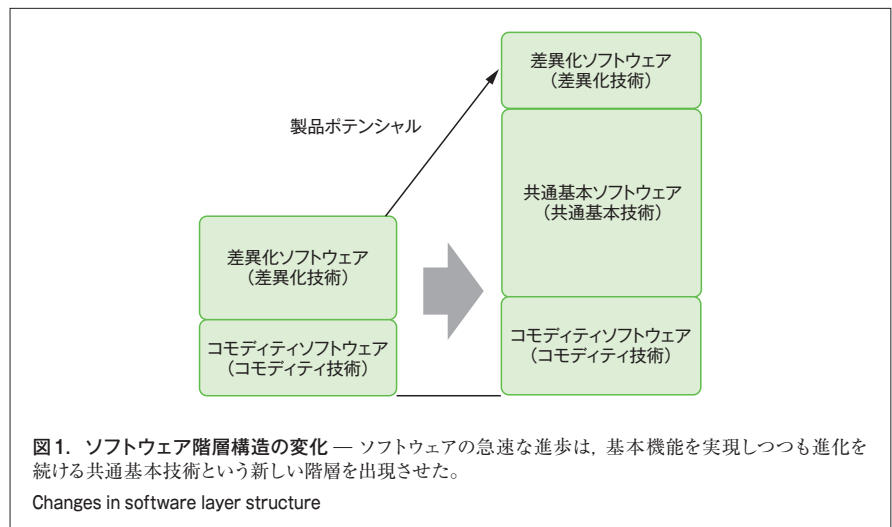 差異化ソフトウェア
(差異化技術)
製品ポテンシャル
共通基本ソフトウェア
(共通基本技術)
差異化ソフトウェア
(差異化技術)
コモディティソフトウェア
(コモディティ技術)
コモディティソフトウェア
(コモディティ技術)
図1. ソフトウェア階層構造の変化 — ソフトウェアの急速な進歩は,基本機能を実現しつつも進化を
続ける共通基本技術という新しい階層を出現させた。
Changes in software layer structure